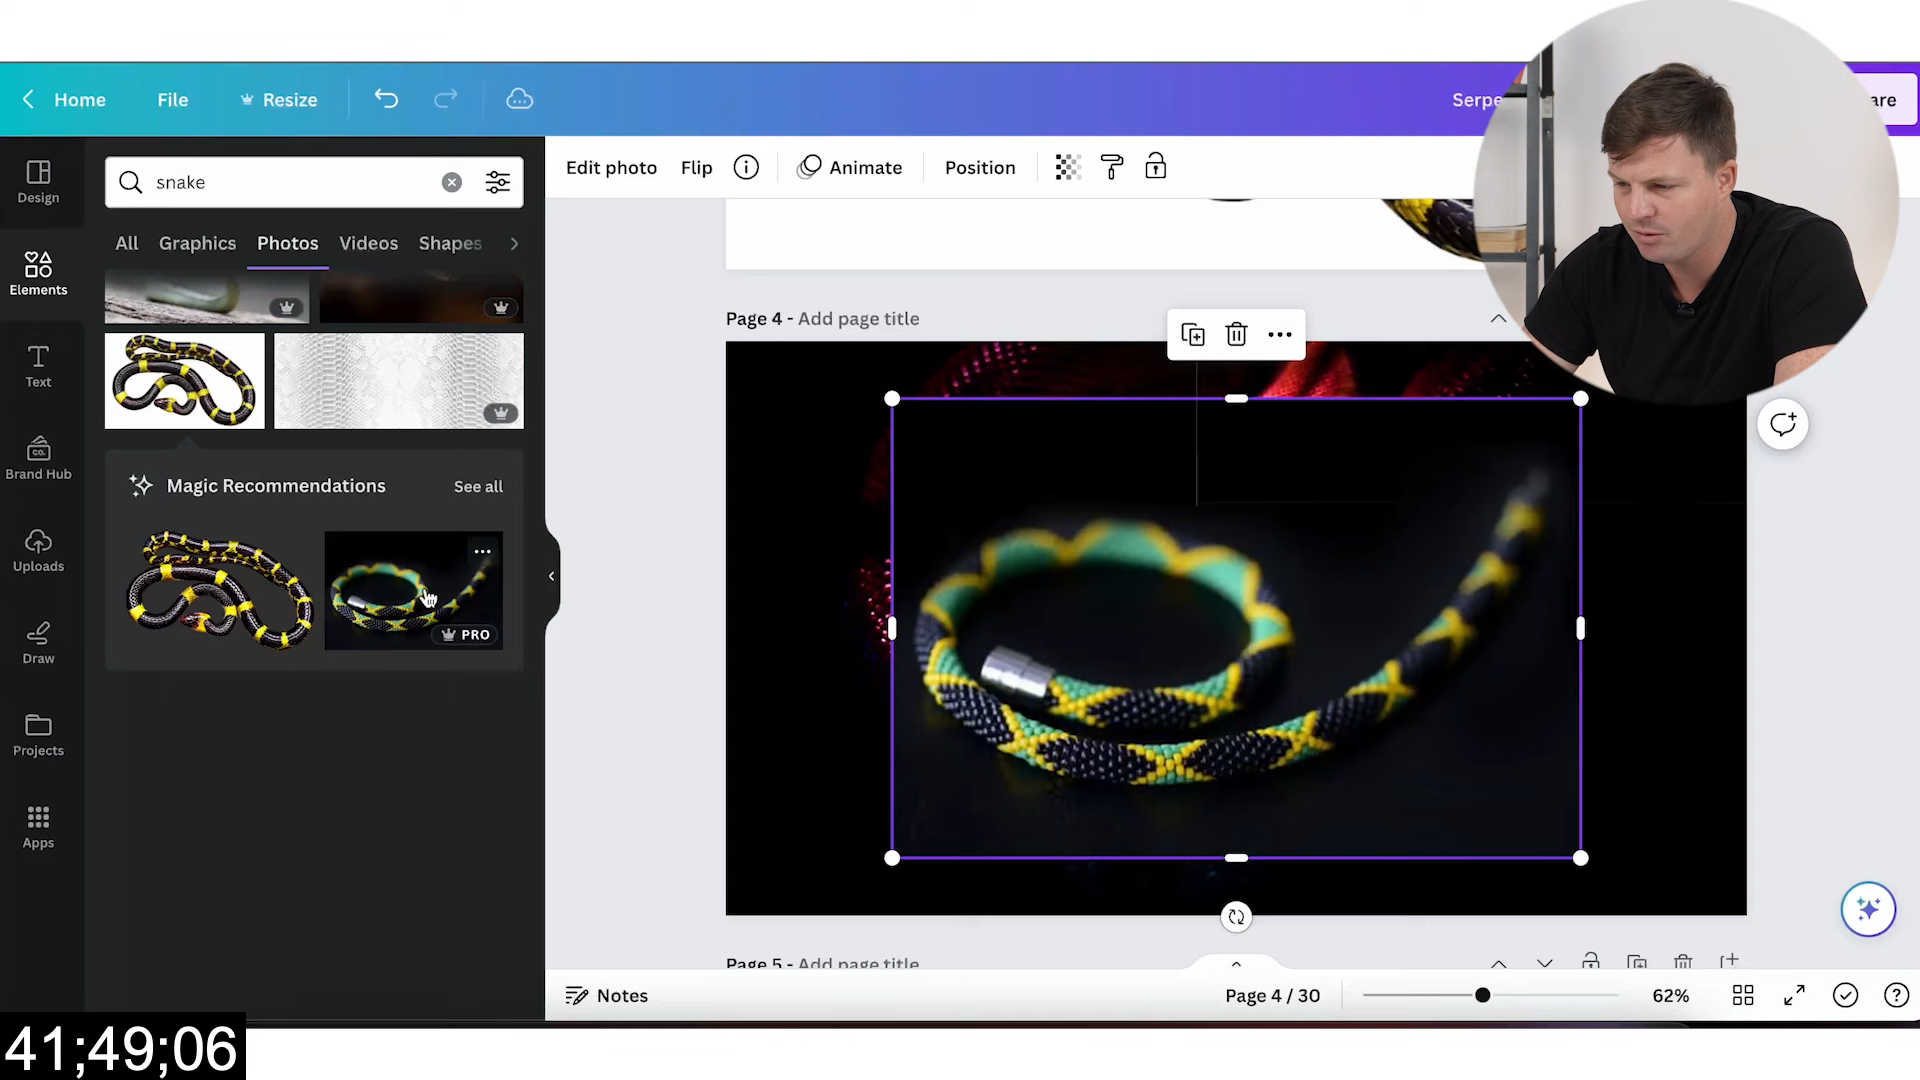 Home File Resize Serpe are
Design
Elements
Text
Brand Hub
CO.
Uploads
Draw
Projects
Apps
snake
All Graphics Photos Videos Shapes
Magic Recommendations See all
PRO
Edit photo Flip Animate Position
Page 4 - Add page title
Page 5 - Add page title
Notes Page 4 / 30 62%
41;49;06